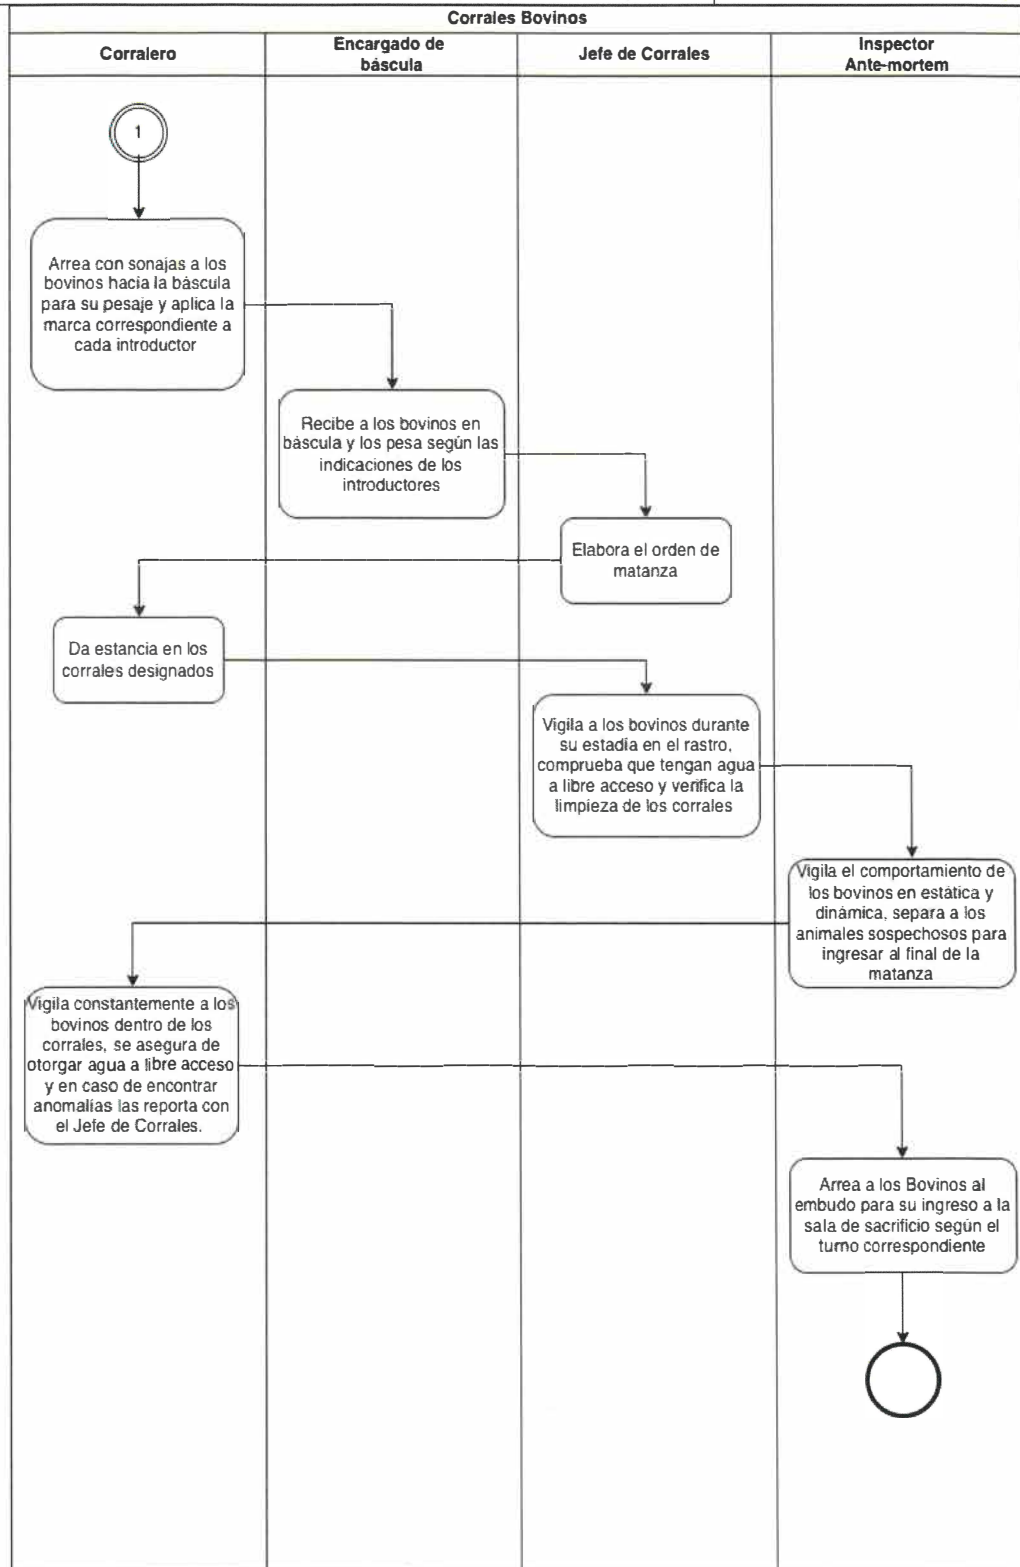 Corrales Bovinos
Corralero
Encargado de
báscula
Jefe de Corrales
Inspector
Ante-mortem
1
Arrea con sonajas a los
bovinos hacía la báscula
para su pesaje y aplica la
marca correspondiente a
cada introductor
Recibe a los bovinos en
báscula y los pesa según las
indicaciones de los
introductores
Elabora el orden de
matanza
Da estancia en los
corrales designados
Vigila a los bovinos durante
su estadía en el rastro,
comprueba que tengan agua
a libre acceso y verifica la
limpieza de los corrales
Vigila el comportamiento de
los bovinos en estática y
dinámica, separa a los
animales sospechosos para
ingresar al final de la
matanza
Vigila constantemente a los
bovinos dentro de los
corrales, se asegura de
otorgar agua a libre acceso
y en caso de encontrar
anomalías las reporta con
el Jefe de Corrales.
Arrea a los Bovinos al
embudo para su ingreso a la
sala de sacrificio según el
turno correspondiente